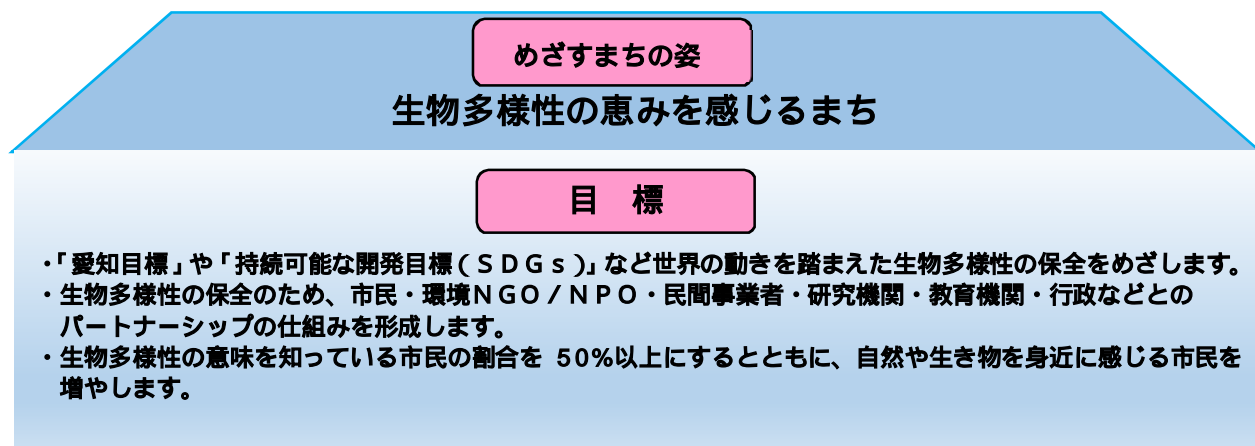 めざすまちの姿
生物多様性の恵みを感じるまち
目　標
・「愛知目標」や「持続可能な開発目標(ＳＤＧｓ)」など世界の動きを踏まえた生物多様性の保全をめざします。
・生物多様性の保全のため、市民・環境ＮＧＯ／ＮＰＯ・民間事業者・研究機関・教育機関・行政などとの
パートナーシップの仕組みを形成します。
・生物多様性の意味を知っている市民の割合を 50%以上にするとともに、自然や生き物を身近に感じる市民を
増やします。